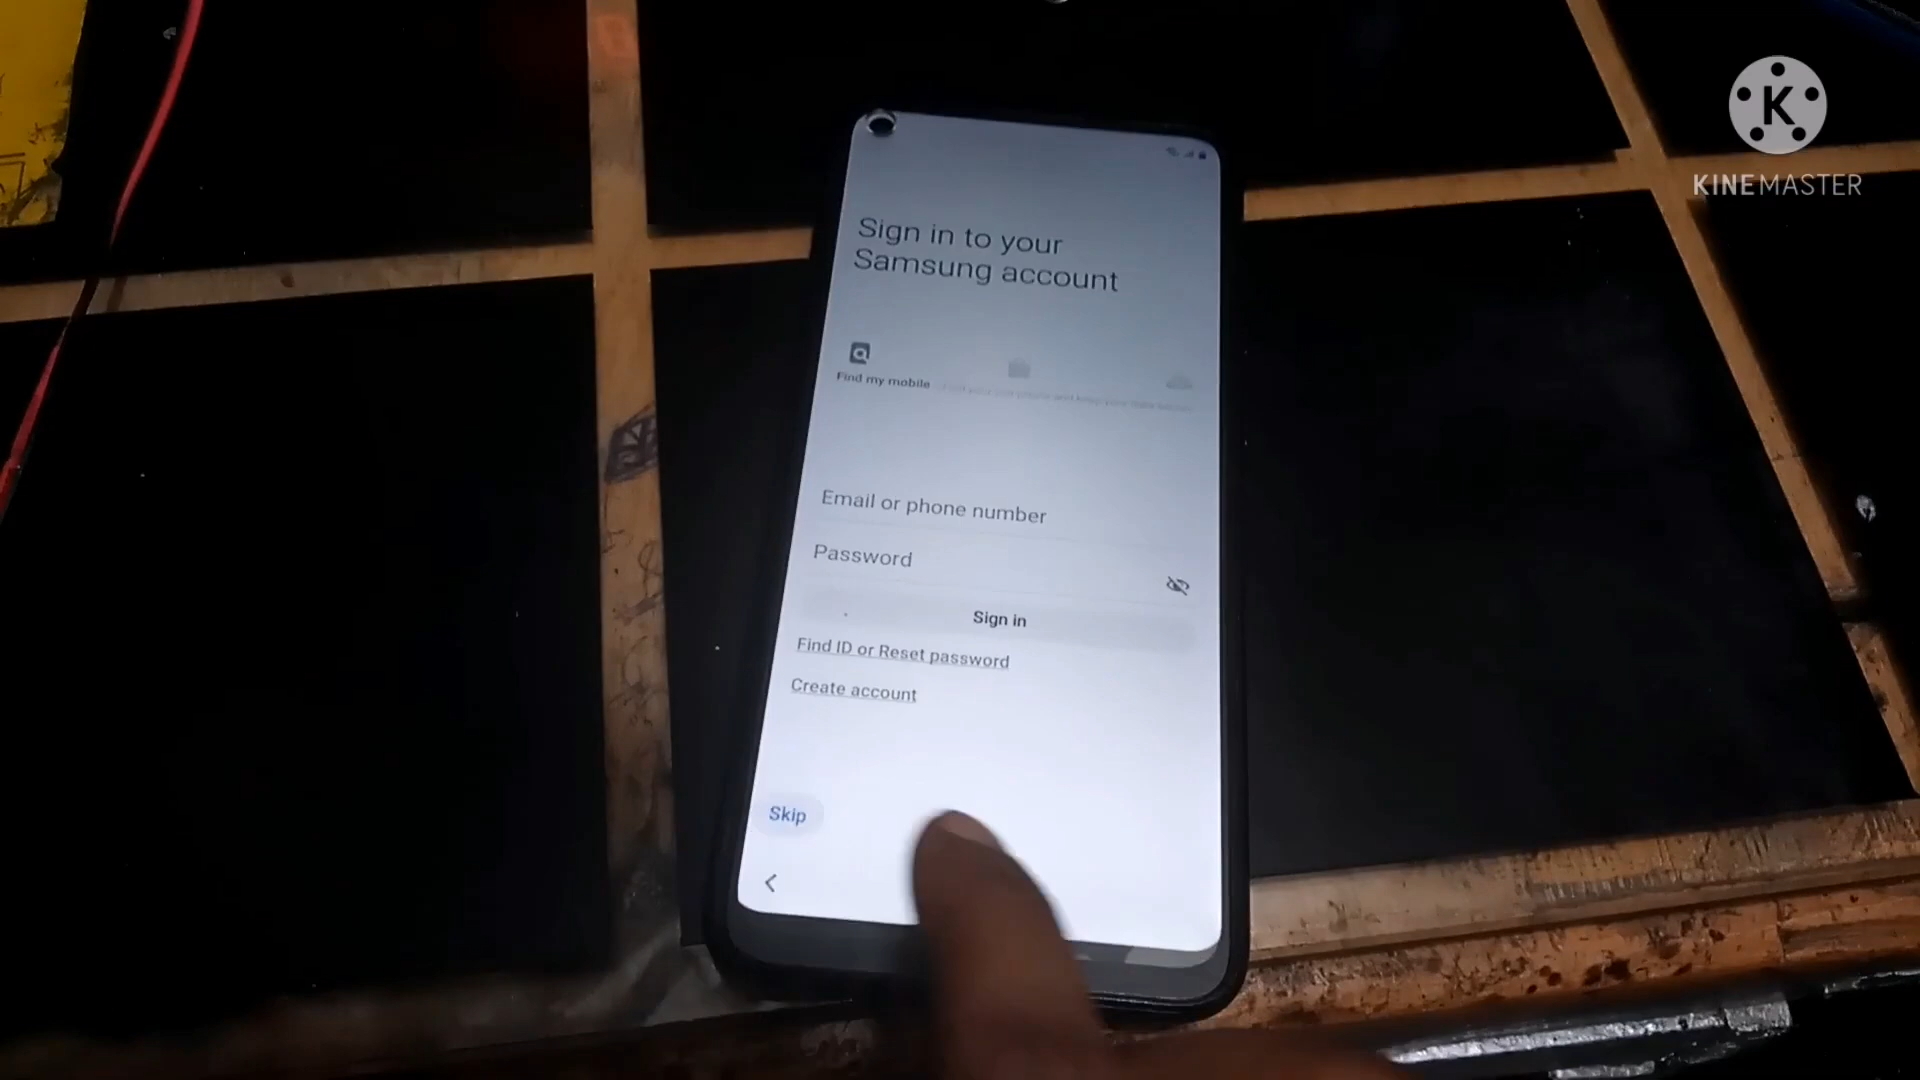 K
KINEMASTER
Sign in to your
Samsung account
Find my mobile
Email or phone number
Password
Sign in
Find ID or Reset password
Create account
Skip